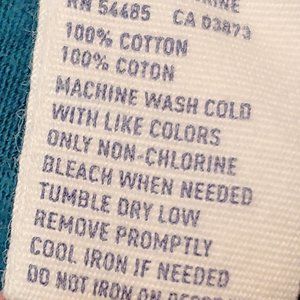 RN 54485 CA 03873
100% COTTON
100% COTON
MACHINE WASH COLD
WITH LIKE COLORS
ONLY NON-CHLORINE
BLEACH WHEN NEEDED
TUMBLE DRY LOW
REMOVE PROMPTLY
COOL IRON IF NEEDED
DO NOT IRON ON